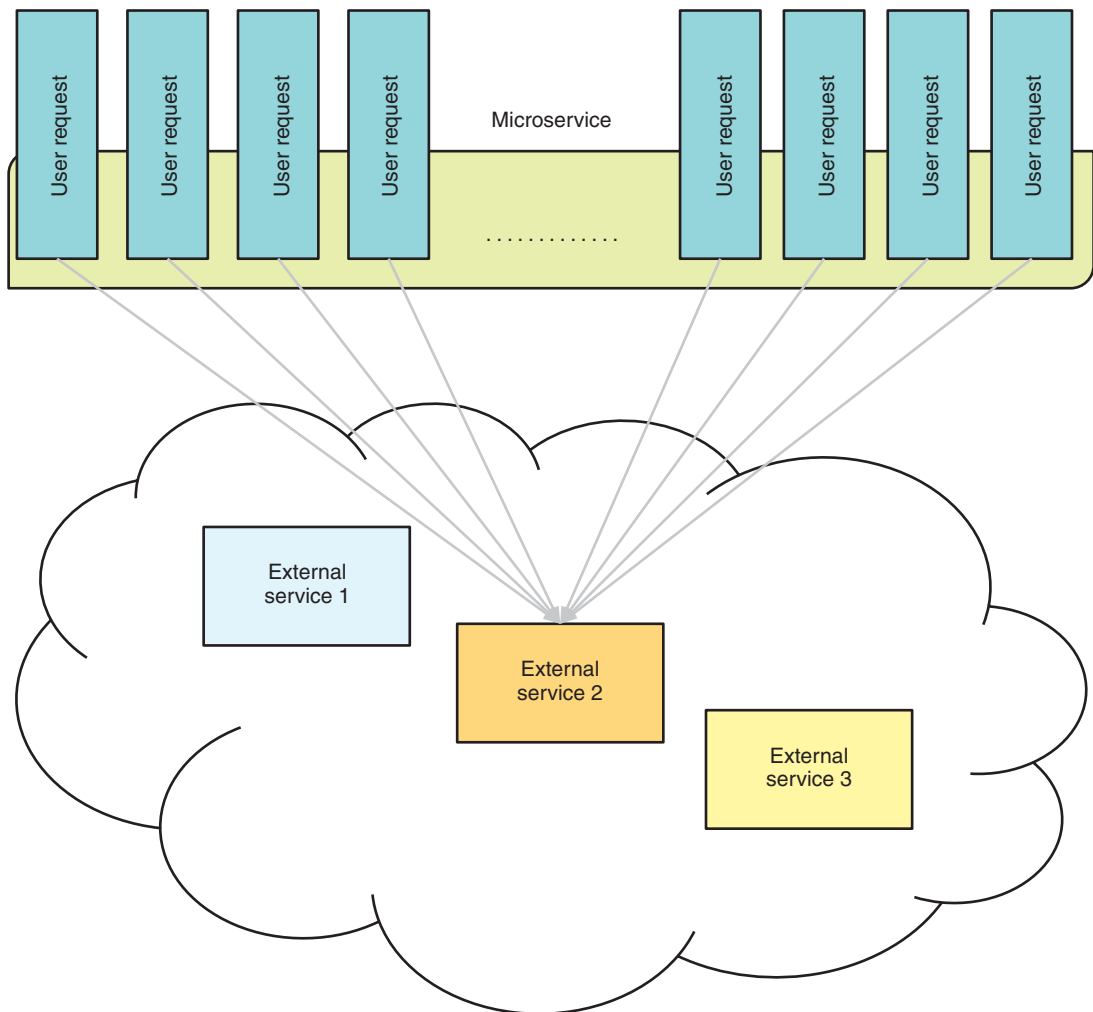 User request
User request
User request
User request
Microservice
.............
User request
User request
User request
User request
External
service 1
External
service 2
External
service 3